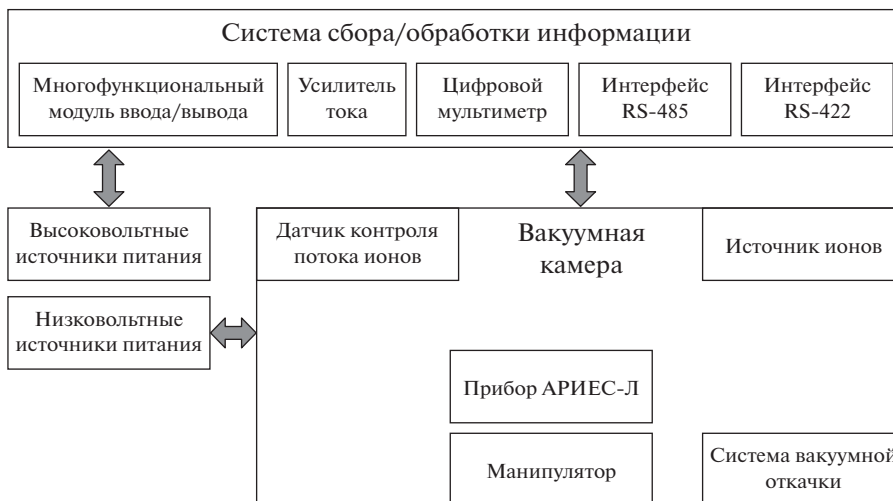 Система сбора/обработки информации
Многофункциональный
модуль ввода/вывода
Усилитель
тока
Цифровой
мультиметр
Интерфейс
RS-485
Интерфейс
RS-422
Высоковольтные
источники питания
Датчик контроля
потока ионов
Вакуумная
камера
Источник ионов
Низковольтные
источники питания
Прибор АРИЕС-Л
Манипулятор
Система вакуумной
откачки